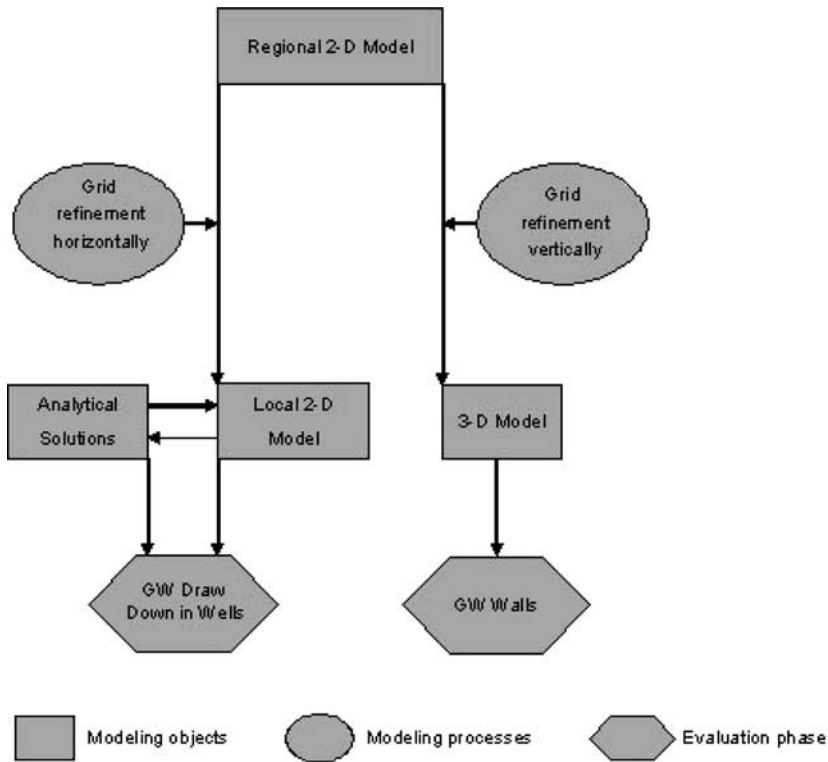 Regional 2-D Model
Grid
refinement
horizontally
Grid
refinement
vertically
Analytical
Solutions
Local 2-D
Model
3-D Model
GW Draw
Down in Wells
GW Walls
Modeling objects
Modeling processes
Evaluation phase